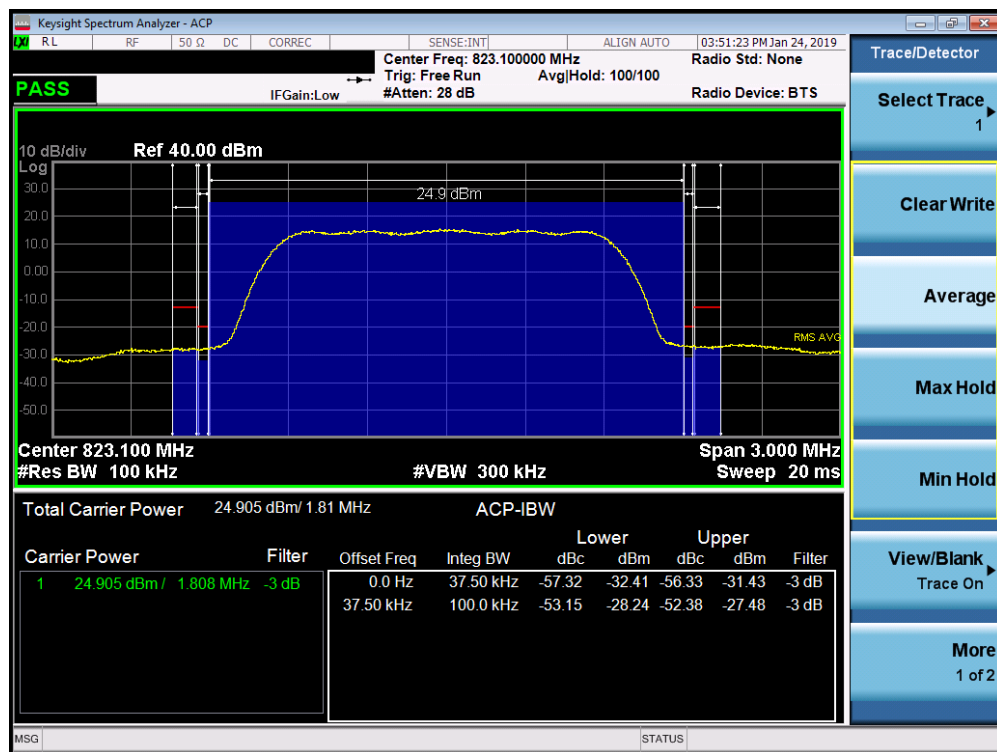 Keysight Spectrum Analyzer - ACP
LXI RL RF 50 Ω DC CORREC SENSE:INT ALIGN AUTO 03:51:23 PM Jan 24, 2019
Center Freq: 823.100000 MHz Radio Std: None
Trig: Free Run Avg|Hold: 100/100
PASS IFGain:Low #Atten: 28 dB Radio Device: BTS
10 dB/div Ref 40.00 dBm
Log
30.0
24.9 dBm
20.0
10.0
0.00
-10.0
-20.0
RMS AVG
-30.0
-40.0
-50.0
Center 823.100 MHz Span 3.000 MHz
#Res BW 100 kHz #VBW 300 kHz Sweep 20 ms
Total Carrier Power 24.905 dBm/ 1.81 MHz ACP-IBW
Lower Upper
Carrier Power Filter Offset Freq Integ BW dBc dBm dBc dBm Filter
1 24.905 dBm / 1.808 MHz -3 dB 0.0 Hz 37.50 kHz -57.32 -32.41 -56.33 -31.43 -3 dB
37.50 kHz 100.0 kHz -53.15 -28.24 -52.38 -27.48 -3 dB
MSG STATUS
Trace/Detector
Select Trace
1
Clear Write
Average
Max Hold
Min Hold
View/Blank
Trace On
More
1 of 2